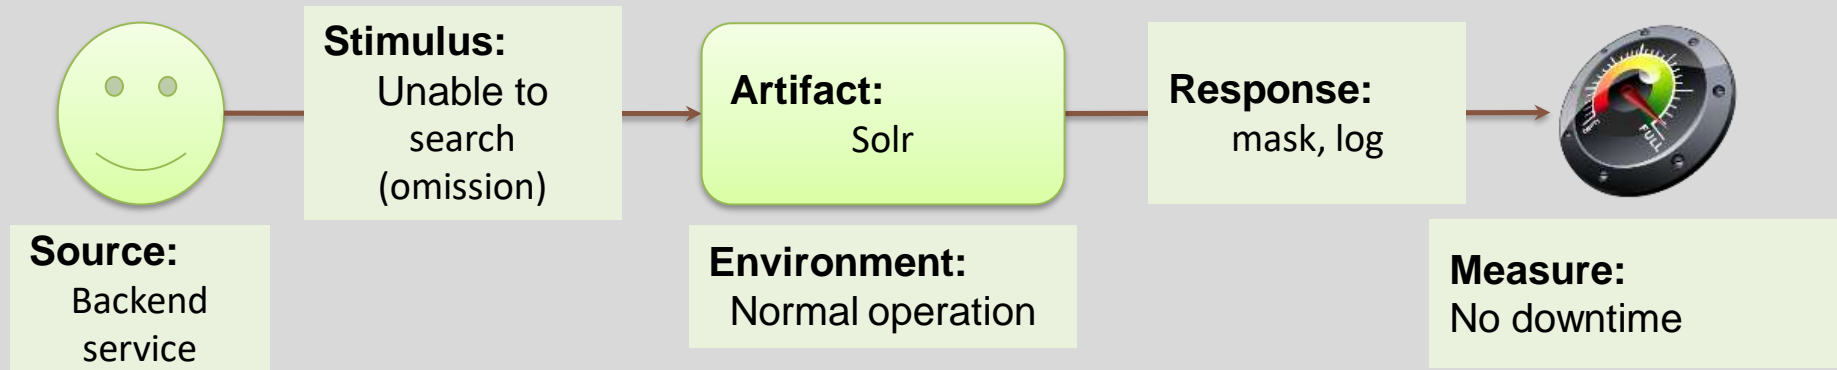 Stimulus:
Unable to
search
(omission)
Artifact:
Solr
Response:
mask, log
FULL
Source:
Backend
service
Environment:
Normal operation
Measure:
No downtime